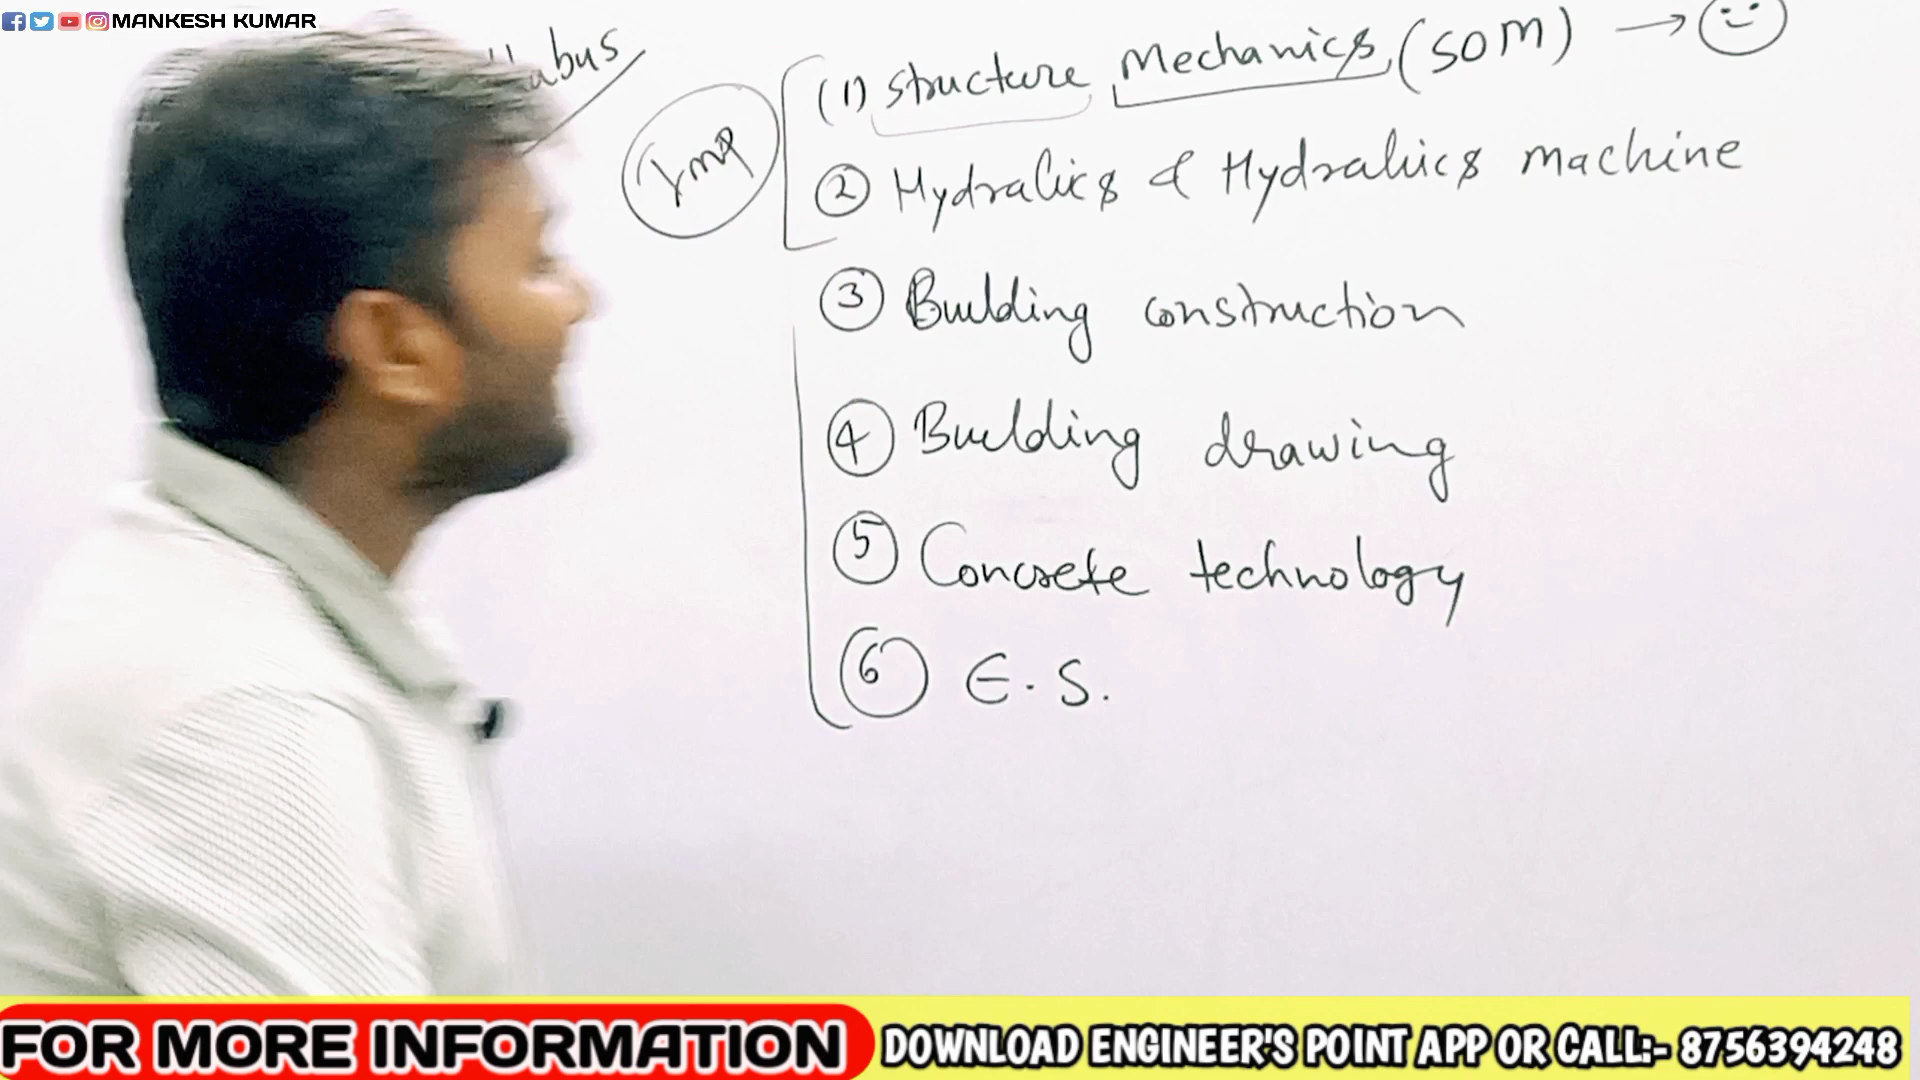 MANKESH KUMAR
(1) Structure Mechanics (SOM) →
Imp
② Hydralics & Hydralics machine
③ Building construction
④ Building drawing
⑤ Concrete technology
⑥ E.S.
FOR MORE INFORMATION DOWNLOAD ENGINEER'S POINT APP OR CALL:- 8756394248